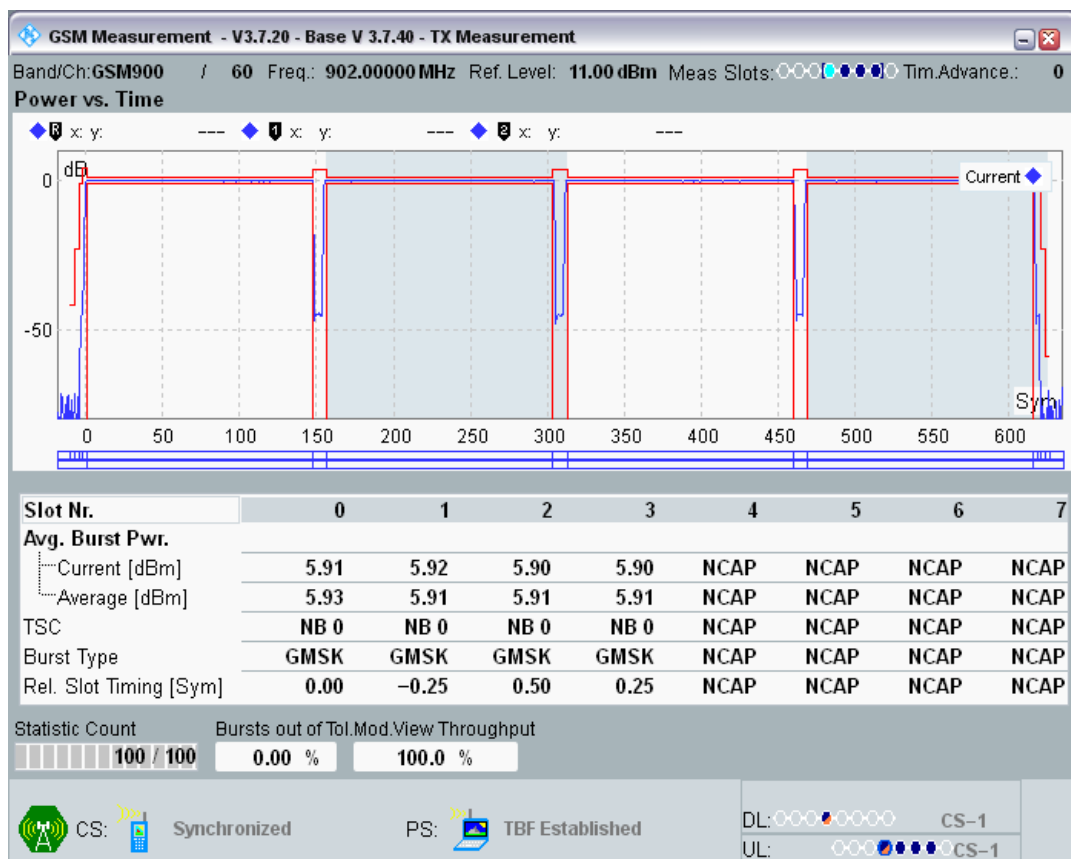 GSM Measurement - V3.7.20 - Base V 3.7.40 - TX Measurement
Band/Ch:GSM900 / 60 Freq.: 902.00000 MHz Ref. Level: 11.00 dBm Meas Slots: Tim.Advance.: 0
Power vs. Time
R x: y: --- 1 x: y: --- 2 x: y: ---
dB
Current
0
-50
Sym
0 50 100 150 200 250 300 350 400 450 500 550 600
Slot Nr. 0 1 2 3 4 5 6 7
Avg. Burst Pwr.
Current [dBm] 5.91 5.92 5.90 5.90 NCAP NCAP NCAP NCAP
Average [dBm] 5.93 5.91 5.91 5.91 NCAP NCAP NCAP NCAP
TSC NB 0 NB 0 NB 0 NB 0 NCAP NCAP NCAP NCAP
Burst Type GMSK GMSK GMSK GMSK NCAP NCAP NCAP NCAP
Rel. Slot Timing [Sym] 0.00 −0.25 0.50 0.25 NCAP NCAP NCAP NCAP
Statistic Count Bursts out of Tol.Mod.View Throughput
100 / 100 0.00 % 100.0 %
CS: Synchronized PS: TBF Established DL: CS−1
UL: CS−1